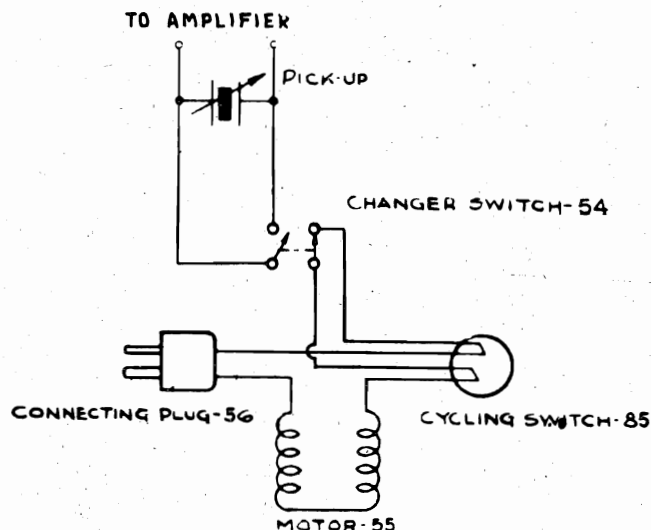 TO AMPLIFIER
PICK-UP
CHANGER SWITCH-54
CONNECTING PLUG-56
CYCLING SWITCH-85
MOTOR-55